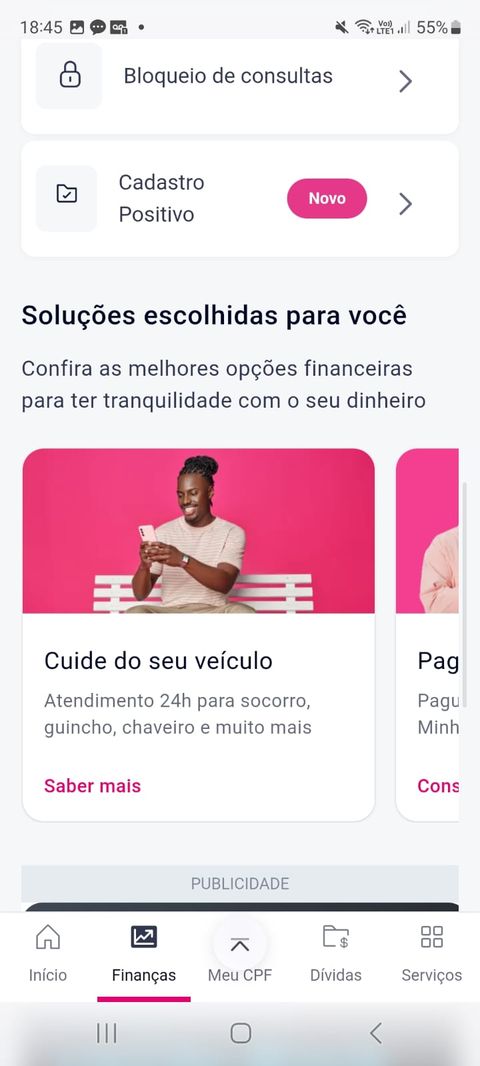 18:45
Vo)) LTE1
55%
Bloqueio de consultas
Cadastro
Positivo
Novo
Soluções escolhidas para você
Confira as melhores opções financeiras
para ter tranquilidade com o seu dinheiro
Cuide do seu veículo
Atendimento 24h para socorro,
guincho, chaveiro e muito mais
Saber mais
Pag
Pagu
Minh
Cons
PUBLICIDADE
Início
Finanças
Meu CPF
Dívidas
Serviços